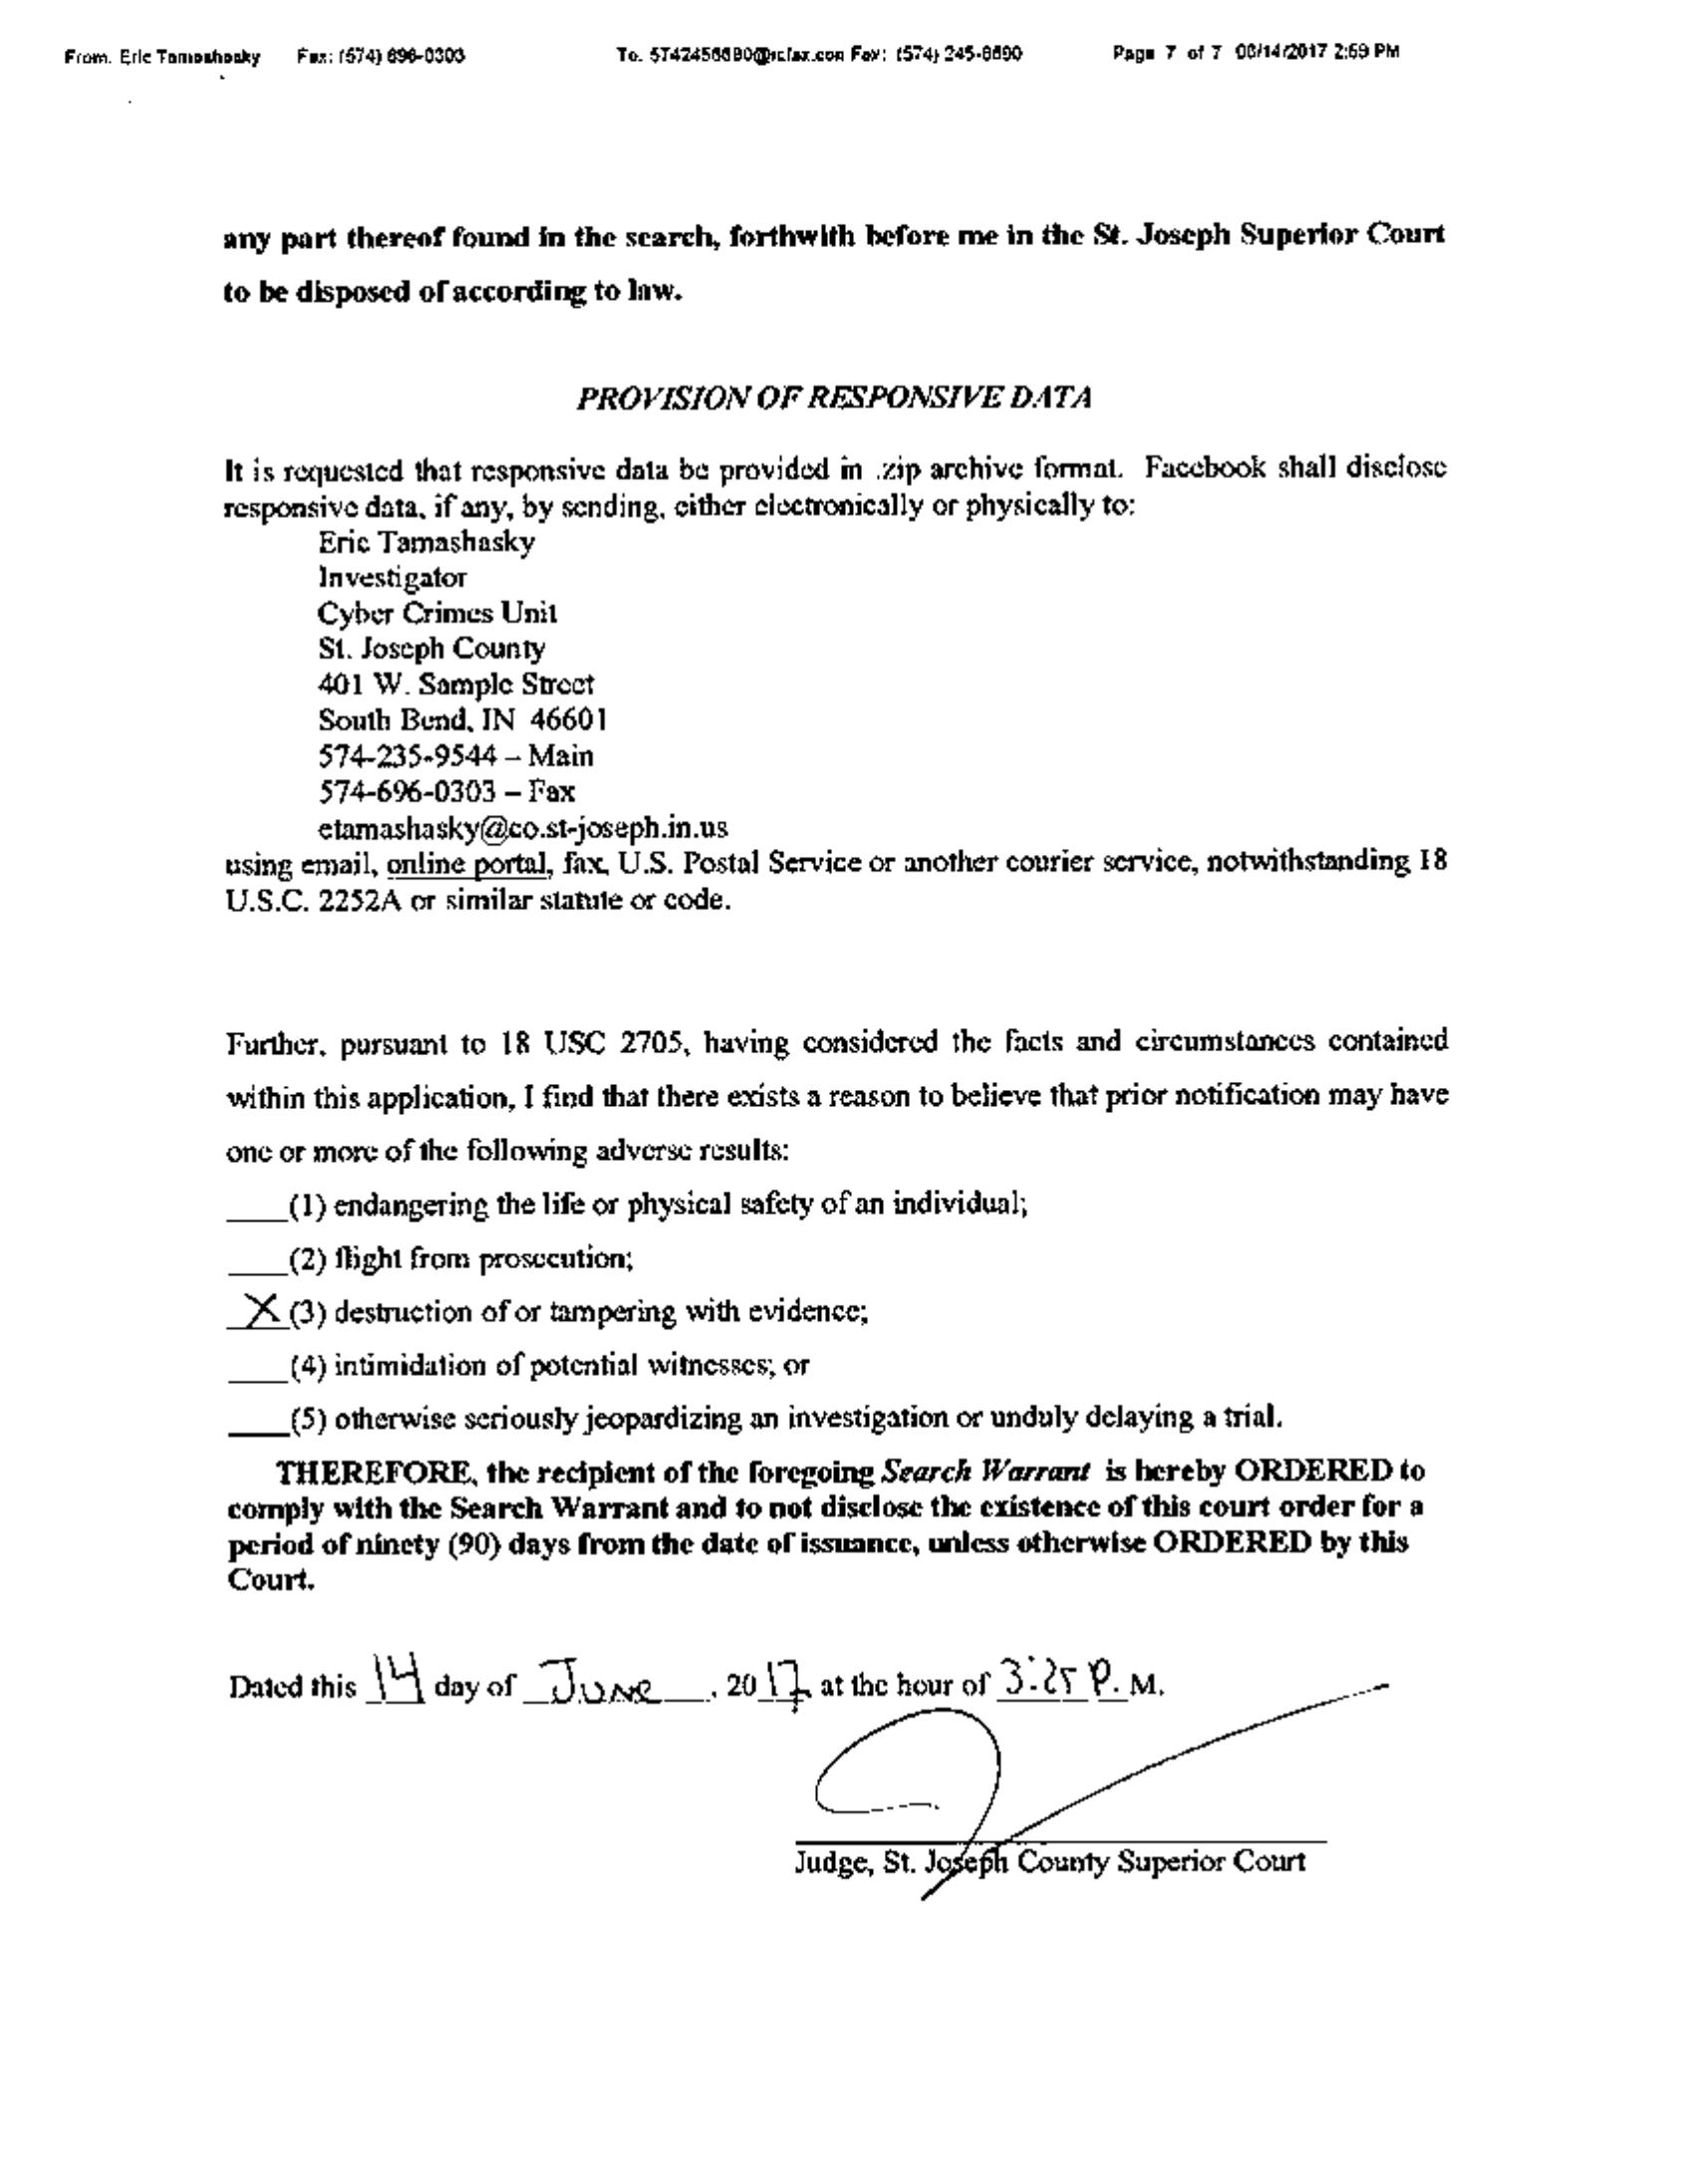 From. Eric Tamashasky Fax: (574) 696-0303 To. Fax: (574) 245-6690 Page 7 of 7 06/14/2017 2:59 PM
any part thereof found in the search, forthwith before me in the St. Joseph Superior Court
to be disposed of according to law.
PROVISION OF RESPONSIVE DATA
It is requested that responsive data be provided in .zip archive format. Facebook shall disclose
responsive data, if any, by sending, either electronically or physically to:
Eric Tamashasky
Investigator
Cyber Crimes Unit
St. Joseph County
401 W. Sample Street
South Bend, IN 46601
574-235-9544 – Main
574-696-0303 – Fax
etamashasky@co.st-joseph.in.us
using email, online portal, fax, U.S. Postal Service or another courier service, notwithstanding 18
U.S.C. 2252A or similar statute or code.
Further, pursuant to 18 USC 2705, having considered the facts and circumstances contained
within this application, I find that there exists a reason to believe that prior notification may have
one or more of the following adverse results:
____(1) endangering the life or physical safety of an individual;
____(2) flight from prosecution;
_X_(3) destruction of or tampering with evidence;
____(4) intimidation of potential witnesses; or
____(5) otherwise seriously jeopardizing an investigation or unduly delaying a trial.
THEREFORE, the recipient of the foregoing Search Warrant is hereby ORDERED to
comply with the Search Warrant and to not disclose the existence of this court order for a
period of ninety (90) days from the date of issuance, unless otherwise ORDERED by this
Court.
Dated this 14 day of June, 2017 at the hour of 3:25 P.M.
Judge, St. Joseph County Superior Court